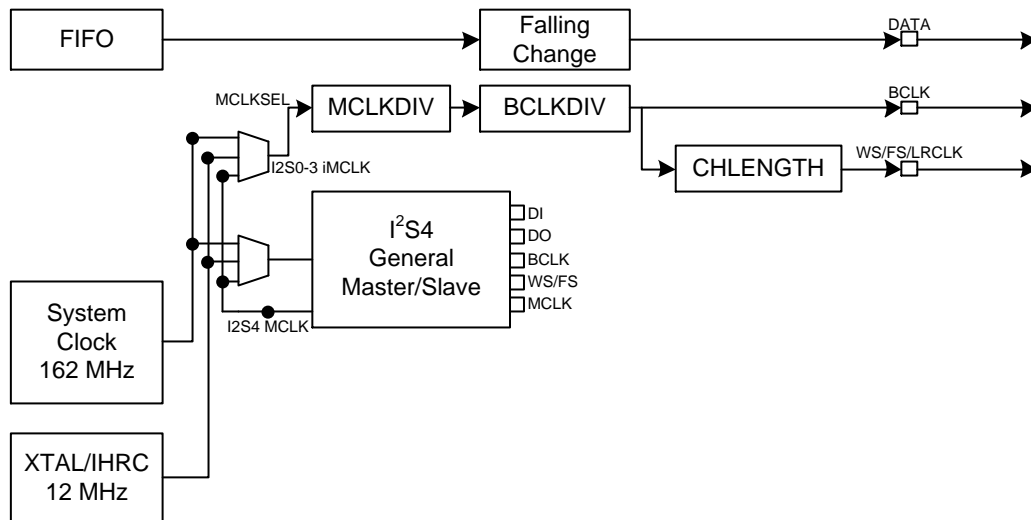 FIFO
Falling
Change
DATA
MCLKSEL
MCLKDIV
BCLKDIV
BCLK
I2S0-3 iMCLK
CHLENGTH
WS/FS/LRCLK
I²S4
General
Master/Slave
DI
DO
BCLK
WS/FS
MCLK
I2S4 MCLK
System
Clock
162 MHz
XTAL/IHRC
12 MHz